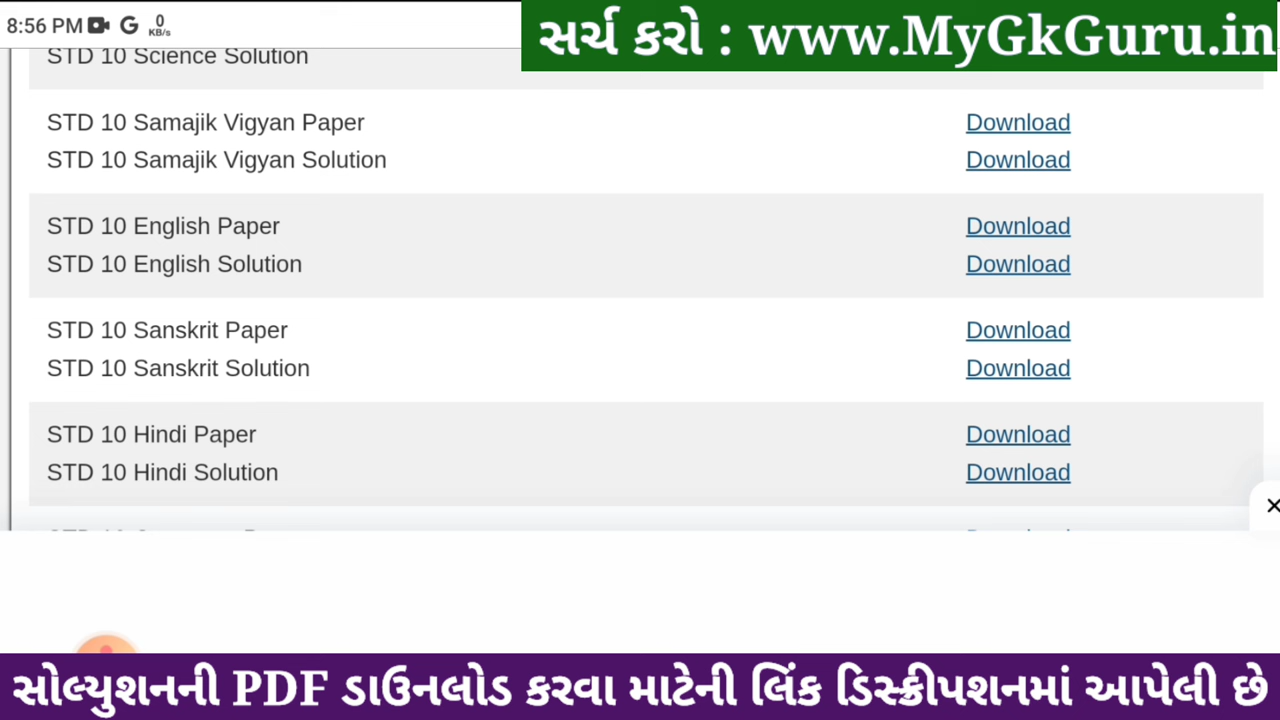 8:56 PM G 0 KB/s
સર્ચ કરો : www.MyGkGuru.in
STD 10 Science Solution
STD 10 Samajik Vigyan Paper Download
STD 10 Samajik Vigyan Solution Download
STD 10 English Paper Download
STD 10 English Solution Download
STD 10 Sanskrit Paper Download
STD 10 Sanskrit Solution Download
STD 10 Hindi Paper Download
STD 10 Hindi Solution Download
સોલ્યુશનની PDF ડાઉનલોડ કરવા માટેની લિંક ડિસ્ક્રીપશનમાં આપેલી છે